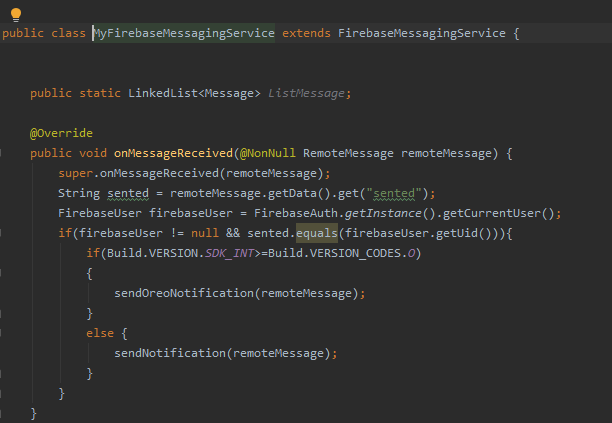 public class MyFirebaseMessagingService extends FirebaseMessagingService {
public static LinkedList<Message> ListMessage;
@Override
public void onMessageReceived(@NonNull RemoteMessage remoteMessage) {
super.onMessageReceived(remoteMessage);
String sented = remoteMessage.getData().get("sented");
FirebaseUser firebaseUser = FirebaseAuth.getInstance().getCurrentUser();
if(firebaseUser != null && sented.equals(firebaseUser.getUid())){
if(Build.VERSION.SDK_INT>=Build.VERSION_CODES.O)
{
sendOreoNotification(remoteMessage);
}
else {
sendNotification(remoteMessage);
}
}
}